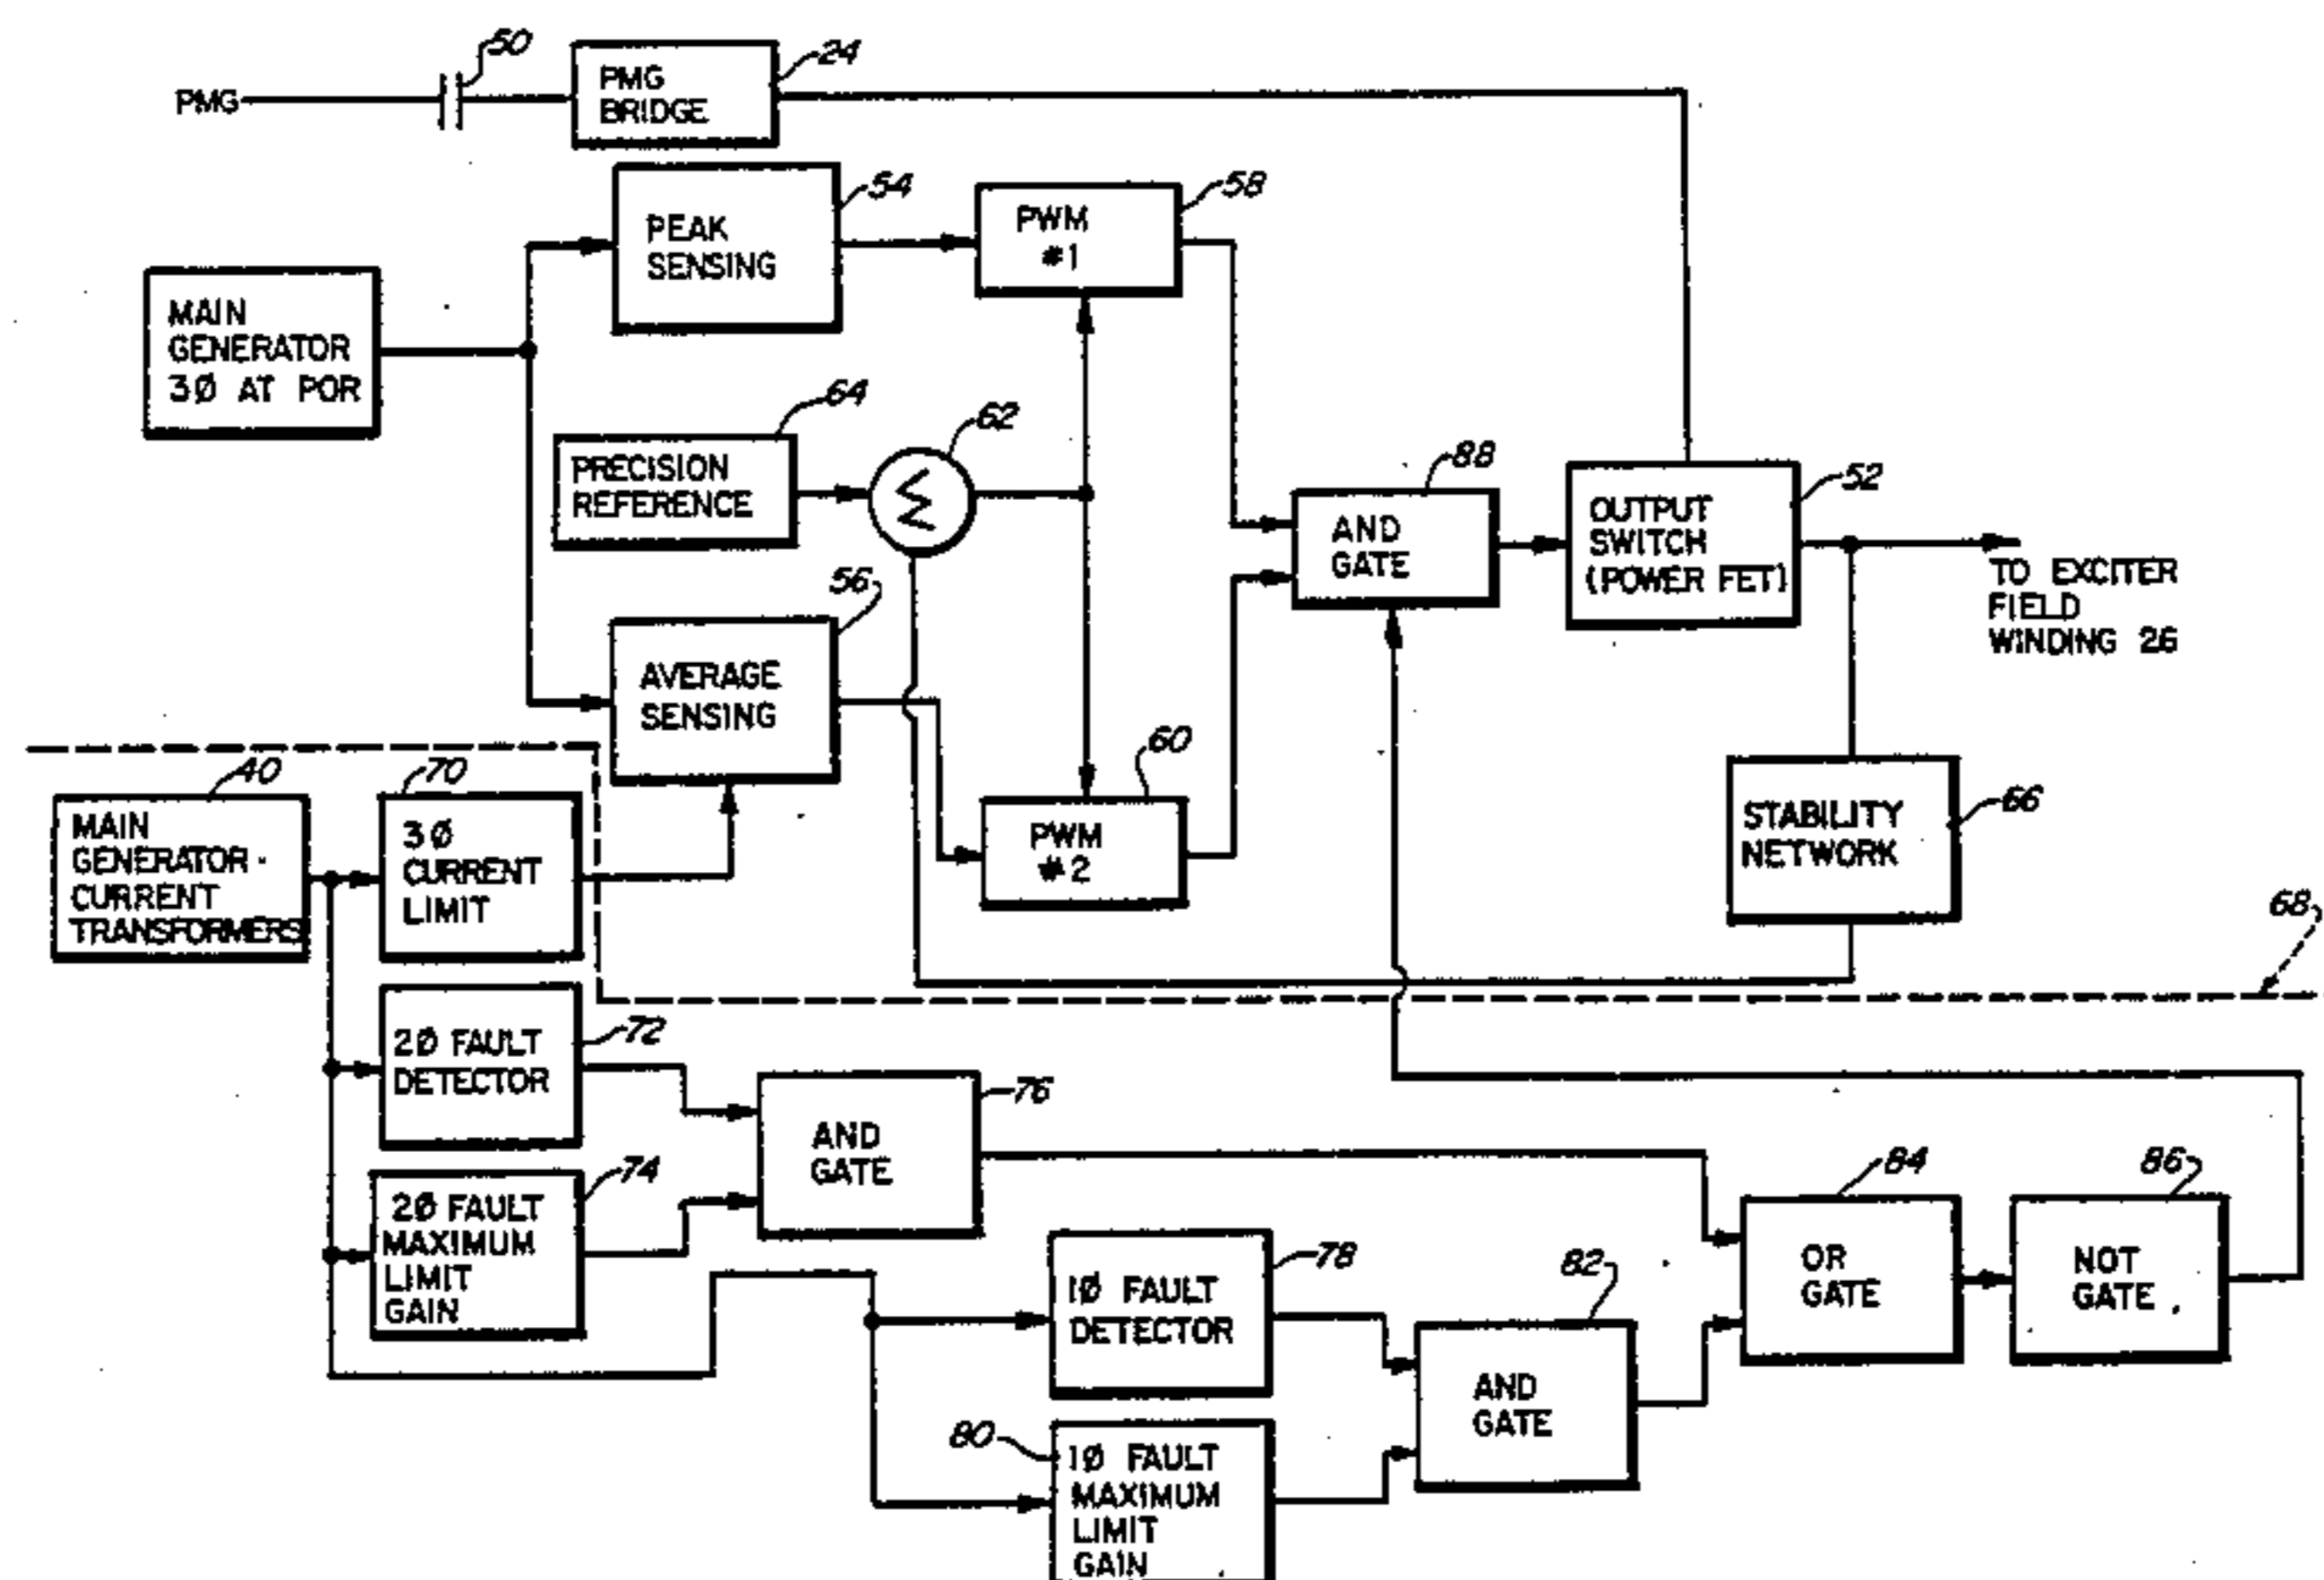 50
24
PMG
PMG
BRIDGE
54
58
PEAK
SENSING
PWM
#1
MAIN
GENERATOR
3Ø AT POR
64
62
PRECISION
REFERENCE
Σ
88
AND
GATE
52
OUTPUT
SWITCH
(POWER FET)
TO EXCITER
FIELD
WINDING 26
56
AVERAGE
SENSING
60
PWM
#2
STABILITY
NETWORK
66
68
40
MAIN
GENERATOR -
CURRENT
TRANSFORMERS
70
3Ø
CURRENT
LIMIT
72
2Ø FAULT
DETECTOR
74
2Ø FAULT
MAXIMUM
LIMIT
GAIN
76
AND
GATE
78
1Ø FAULT
DETECTOR
80
1Ø FAULT
MAXIMUM
LIMIT
GAIN
82
AND
GATE
84
OR
GATE
86
NOT
GATE